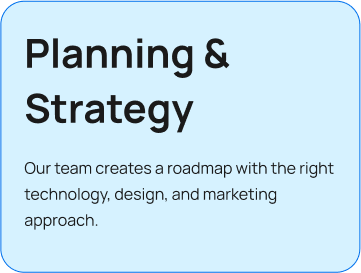 Planning &
Strategy
Our team creates a roadmap with the right
technology, design, and marketing
approach.